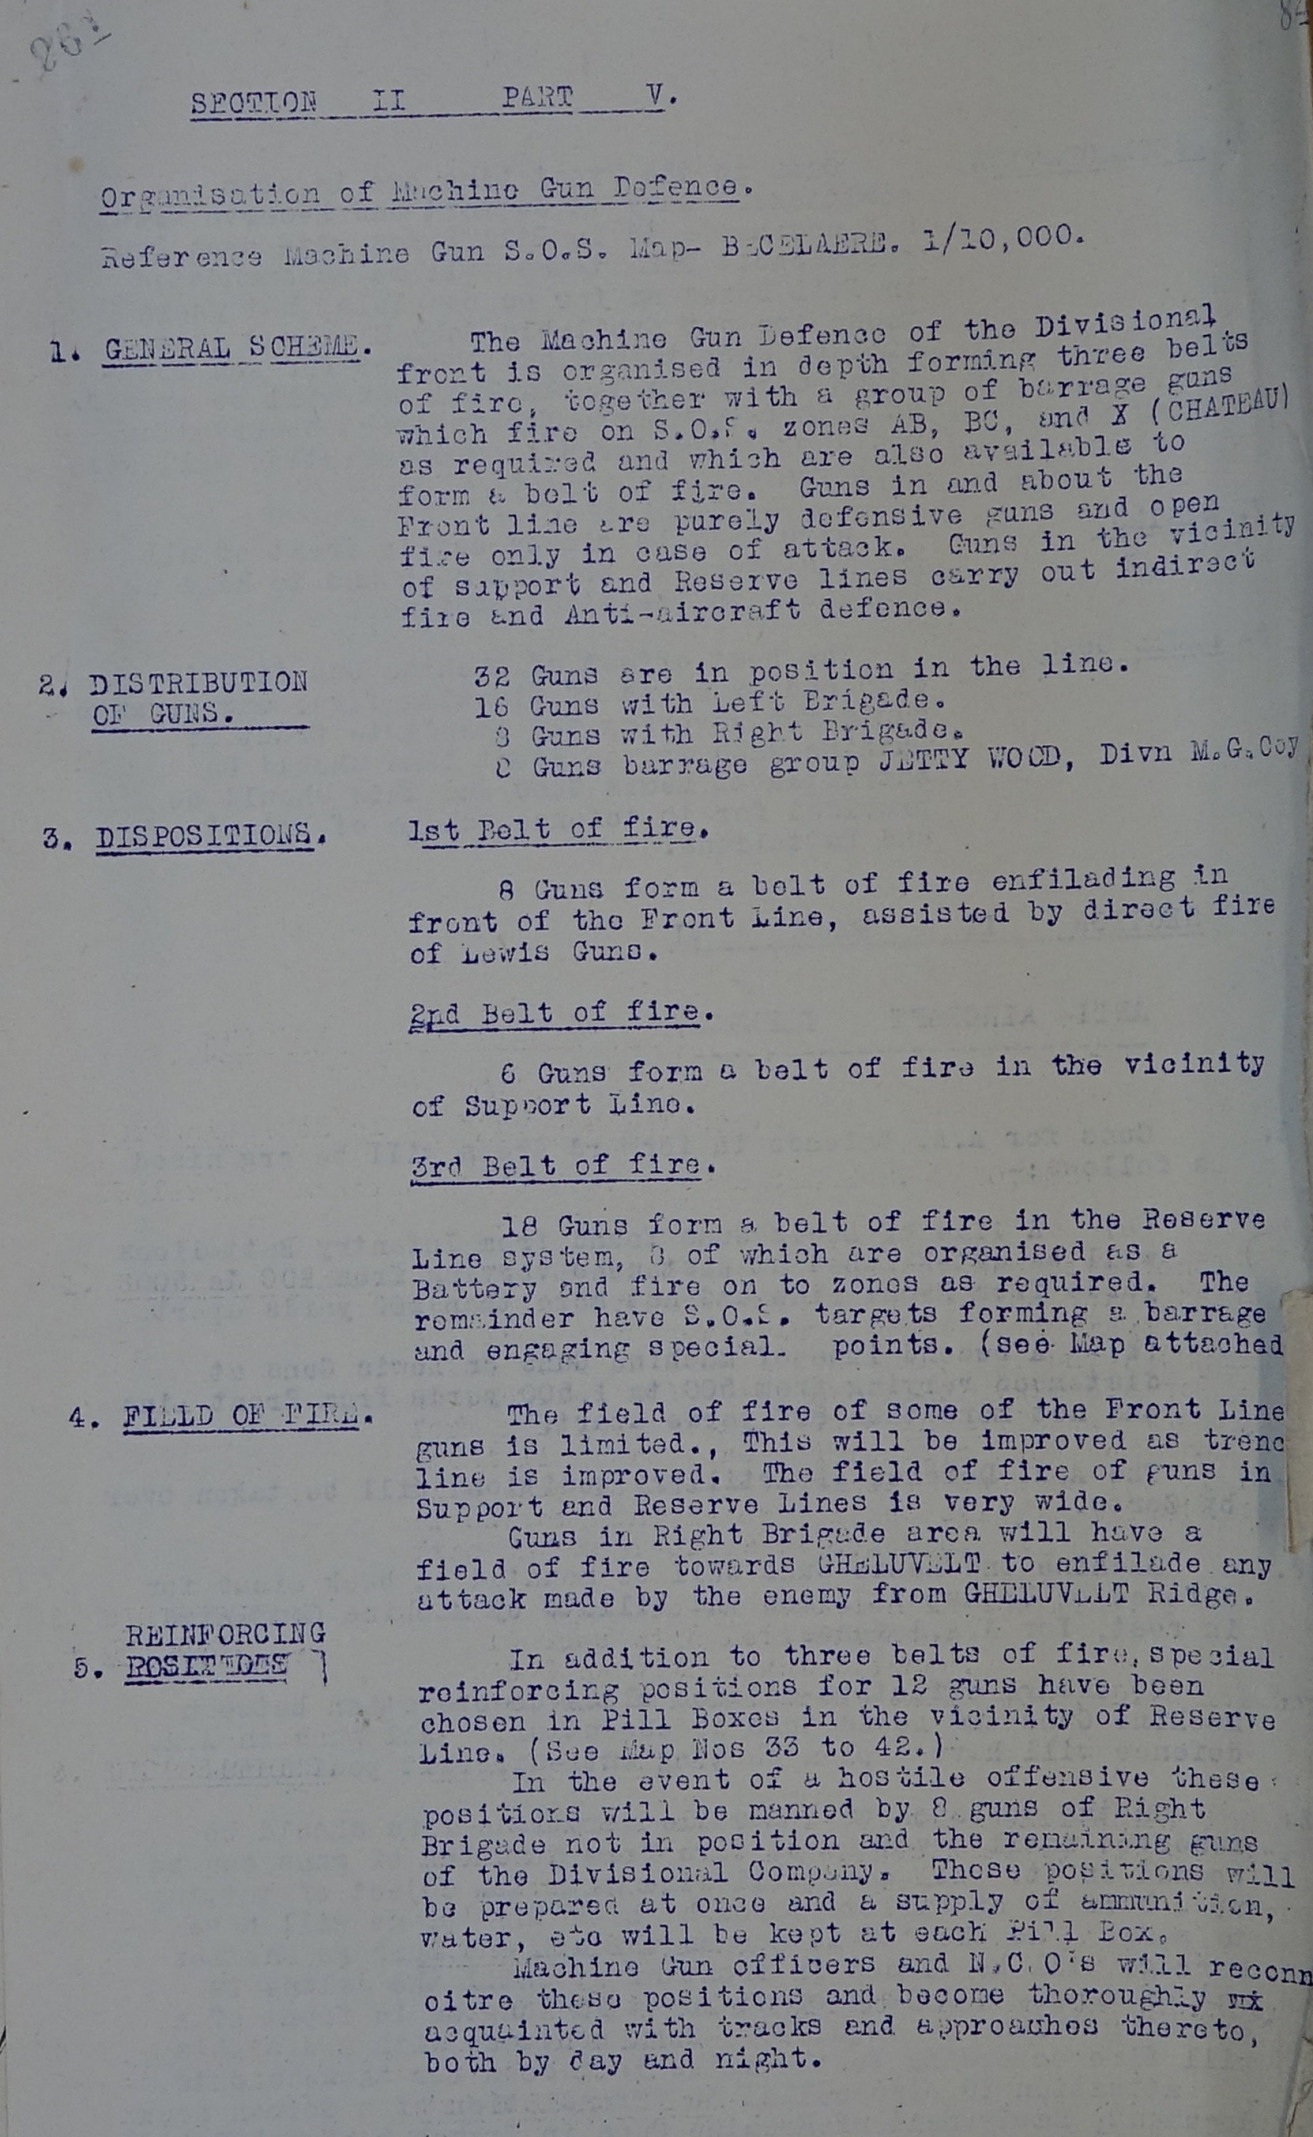 261
84
SECTION II PART V.
Organisation of Machine Gun Defence.
Reference Machine Gun S.O.S. Map- BECELAERE. 1/10,000.
1. GENERAL SCHEME. The Machine Gun Defence of the Divisional
front is organised in depth forming three belts
of fire, together with a group of barrage guns
which fire on S.O.S. zones AB, BC, and X (CHATEAU)
as required and which are also available to
form a belt of fire. Guns in and about the
Front line are purely defensive guns and open
fire only in case of attack. Guns in the vicinity
of support and Reserve lines carry out indirect
fire and Anti-aircraft defence.
2. DISTRIBUTION 32 Guns are in position in the line.
OF GUNS. 16 Guns with Left Brigade.
8 Guns with Right Brigade.
8 Guns barrage group JETTY WOOD, Divn M.G.Coy
3. DISPOSITIONS. 1st Belt of fire.
8 Guns form a belt of fire enfilading in
front of the Front Line, assisted by direct fire
of Lewis Guns.
2nd Belt of fire.
6 Guns form a belt of fire in the vicinity
of Support Line.
3rd Belt of fire.
18 Guns form a belt of fire in the Reserve
Line system, 8 of which are organised as a
Battery and fire on to zones as required. The
remainder have S.O.S. targets forming a barrage
and engaging special. points. (see Map attached
4. FIELD OF FIRE. The field of fire of some of the Front Line
guns is limited., This will be improved as trenc
line is improved. The field of fire of guns in
Support and Reserve Lines is very wide.
Guns in Right Brigade area will have a
field of fire towards GHELUVELT to enfilade any
attack made by the enemy from GHELUVELT Ridge.
REINFORCING
5. In addition to three belts of fire, special
reinforcing positions for 12 guns have been
chosen in Pill Boxes in the vicinity of Reserve
Line. (See Map Nos 33 to 42.)
In the event of a hostile offensive these
positions will be manned by 8 guns of Right
Brigade not in position and the remaining guns
of the Divisional Company. These positions will
be prepared at once and a supply of ammunition,
water, etc will be kept at each Pill Box.
Machine Gun officers and N.C.O's will reconn
oitre these positions and become thoroughly
acquainted with tracks and approaches thereto,
both by day and night.